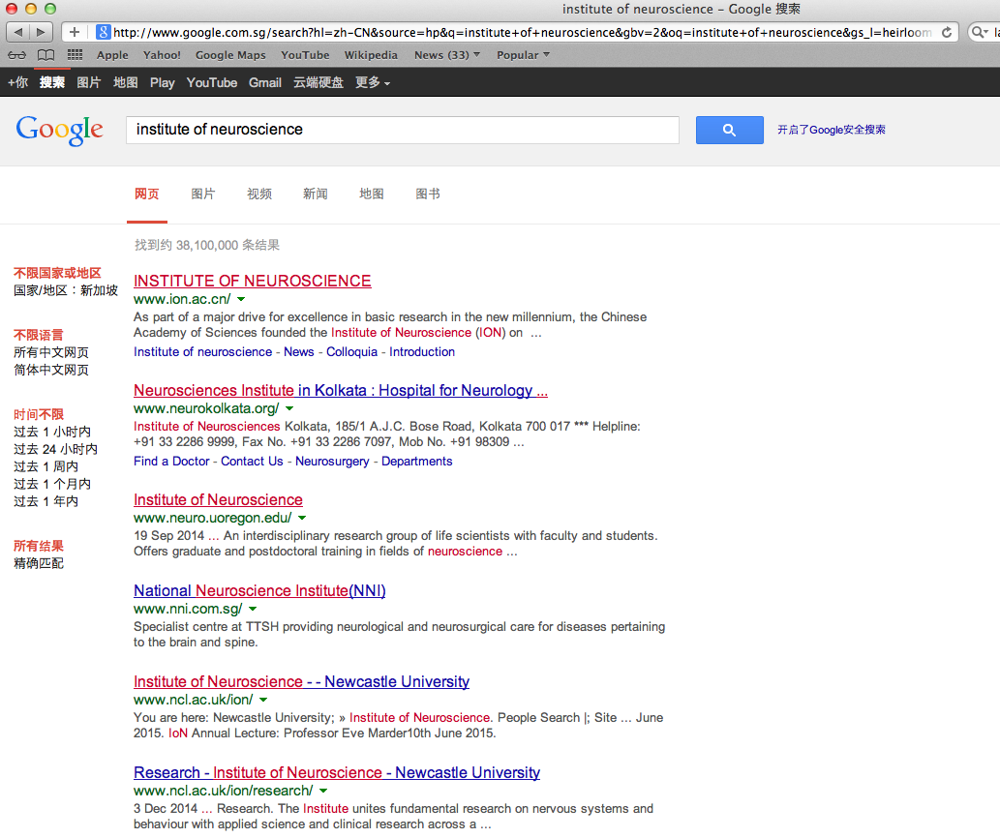 institute of neuroscience – Google 搜索
http://www.google.com.sg/search?hl=zh-CN&source=hp&q=institute+of+neuroscience&gbv=2&oq=institute+of+neuroscience&gs_l=heirloom
Apple Yahoo! Google Maps YouTube Wikipedia News (33) Popular
+你 搜索 图片 地图 Play YouTube Gmail 云端硬盘 更多
Google
institute of neuroscience
开启了Google安全搜索
网页 图片 视频 新闻 地图 图书
找到约 38,100,000 条结果
不限国家或地区
国家/地区：新加坡
不限语言
所有中文网页
简体中文网页
时间不限
过去 1 小时内
过去 24 小时内
过去 1 周内
过去 1 个月内
过去 1 年内
所有结果
精确匹配
INSTITUTE OF NEUROSCIENCE
www.ion.ac.cn/
As part of a major drive for excellence in basic research in the new millennium, the Chinese
Academy of Sciences founded the Institute of Neuroscience (ION) on ...
Institute of neuroscience - News - Colloquia - Introduction
Neurosciences Institute in Kolkata : Hospital for Neurology ...
www.neurokolkata.org/
Institute of Neurosciences Kolkata, 185/1 A.J.C. Bose Road, Kolkata 700 017 *** Helpline:
+91 33 2286 9999, Fax No. +91 33 2286 7097, Mob No. +91 98309 ...
Find a Doctor - Contact Us - Neurosurgery - Departments
Institute of Neuroscience
www.neuro.uoregon.edu/
19 Sep 2014 ... An interdisciplinary research group of life scientists with faculty and students.
Offers graduate and postdoctoral training in fields of neuroscience ...
National Neuroscience Institute(NNI)
www.nni.com.sg/
Specialist centre at TTSH providing neurological and neurosurgical care for diseases pertaining
to the brain and spine.
Institute of Neuroscience - - Newcastle University
www.ncl.ac.uk/ion/
You are here: Newcastle University; » Institute of Neuroscience. People Search |; Site ... June
2015. IoN Annual Lecture: Professor Eve Marder10th June 2015.
Research - Institute of Neuroscience - Newcastle University
www.ncl.ac.uk/ion/research/
3 Dec 2014 ... Research. The Institute unites fundamental research on nervous systems and
behaviour with applied science and clinical research across a ...